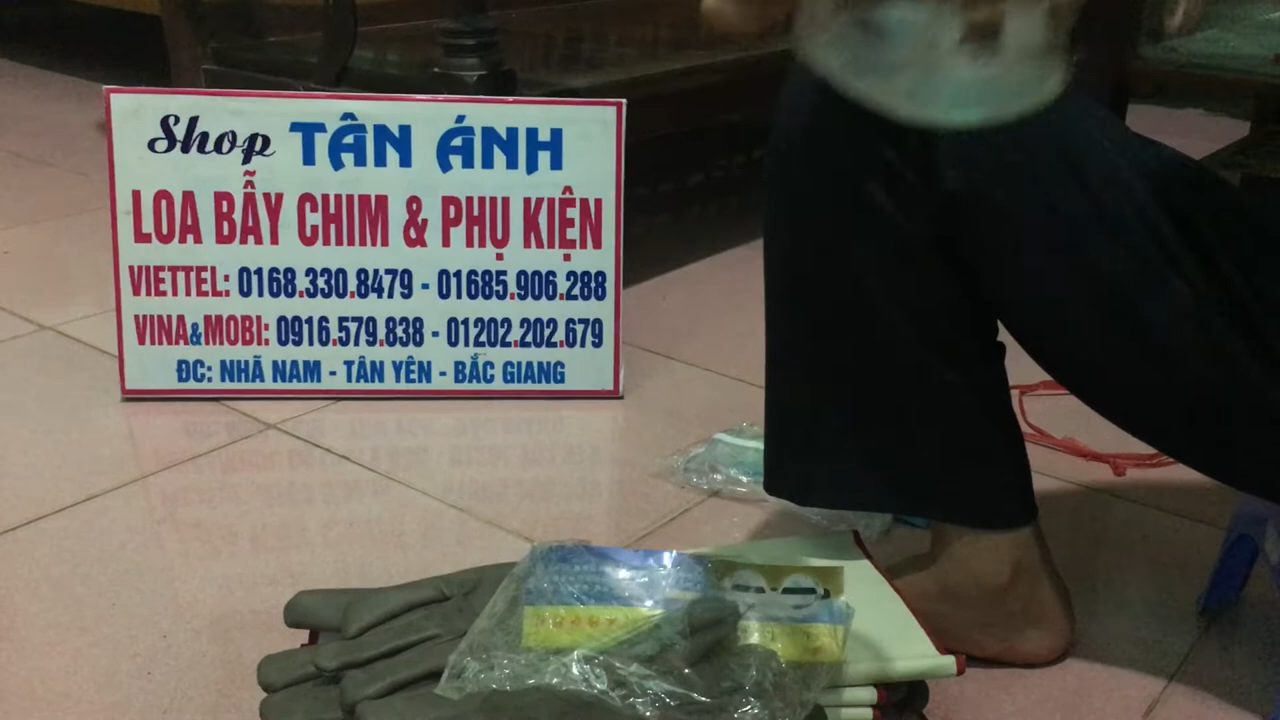 Shop TÂN ÁNH
LOA BẪY CHIM & PHỤ KIỆN
VIETTEL: 0168.330.8479 - 01685.906.288
VINA&MOBI: 0916.579.838 - 01202.202.679
ĐC: NHÃ NAM - TÂN YÊN - BẮC GIANG